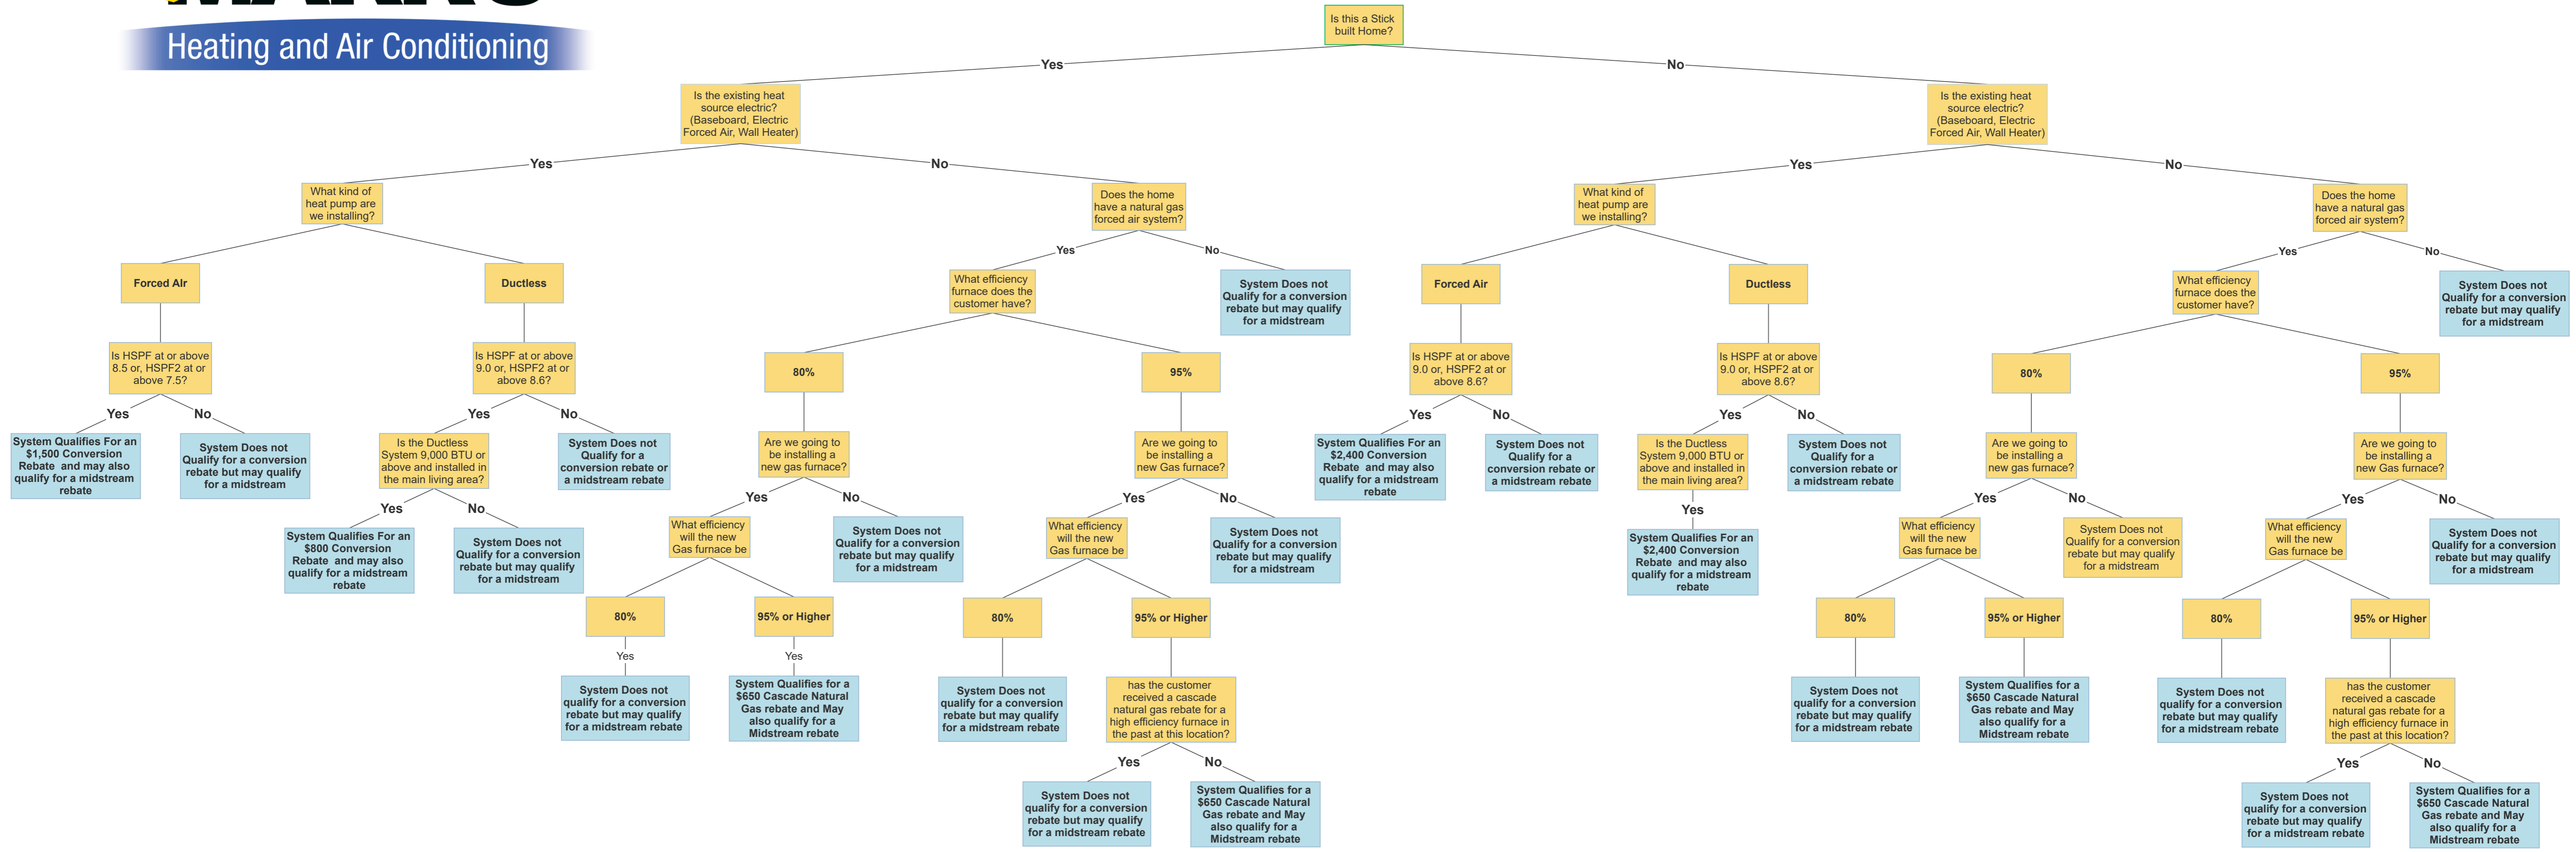 Heating and Air Conditioning
Is this a Stick
built Home?
Yes
No
Is the existing heat
source electric?
(Baseboard, Electric
Forced Air, Wall Heater)
Is the existing heat
source electric?
(Baseboard, Electric
Forced Air, Wall Heater)
Yes
No
Yes
No
What kind of
heat pump are
we installing?
Does the home
have a natural gas
forced air system?
What kind of
heat pump are
we installing?
Does the home
have a natural gas
forced air system?
Yes
No
Yes
No
Forced AIr
Ductless
What efficiency
furnace does the
customer have?
System Does not
Qualify for a conversion
rebate but may qualify
for a midstream
Forced Air
Ductless
What efficiency
furnace does the
customer have?
System Does not
Qualify for a conversion
rebate but may qualify
for a midstream
Is HSPF at or above
8.5 or, HSPF2 at or
above 7.5?
Is HSPF at or above
9.0 or, HSPF2 at or
above 8.6?
80%
95%
Is HSPF at or above
9.0 or, HSPF2 at or
above 8.6?
Is HSPF at or above
9.0 or, HSPF2 at or
above 8.6?
80%
95%
Yes
No
Yes
No
Yes
No
Yes
No
System Qualifies For an
$1,500 Conversion
Rebate and may also
qualify for a midstream
rebate
System Does not
Qualify for a conversion
rebate but may qualify
for a midstream
Is the Ductless
System 9,000 BTU or
above and installed in
the main living area?
System Does not
Qualify for a
conversion rebate or
a midstream rebate
Are we going to
be installing a
new gas furnace?
Are we going to
be installing a
new Gas furnace?
System Qualifies For an
$2,400 Conversion
Rebate and may also
qualify for a midstream
rebate
System Does not
Qualify for a
conversion rebate or
a midstream rebate
Is the Ductless
System 9,000 BTU or
above and installed in
the main living area?
System Does not
Qualify for a
conversion rebate or
a midstream rebate
Are we going to
be installing a
new gas furnace?
Are we going to
be installing a
new Gas furnace?
Yes
No
Yes
No
Yes
No
Yes
Yes
No
Yes
No
System Qualifies For an
$800 Conversion
Rebate and may also
qualify for a midstream
rebate
System Does not
Qualify for a conversion
rebate but may qualify
for a midstream
What efficiency
will the new
Gas furnace be
System Does not
Qualify for a conversion
rebate but may qualify
for a midstream
What efficiency
will the new
Gas furnace be
System Does not
Qualify for a conversion
rebate but may qualify
for a midstream
System Qualifies For an
$2,400 Conversion
Rebate and may also
qualify for a midstream
rebate
What efficiency
will the new
Gas furnace be
System Does not
Qualify for a conversion
rebate but may qualify
for a midstream
What efficiency
will the new
Gas furnace be
System Does not
Qualify for a conversion
rebate but may qualify
for a midstream
80%
95% or Higher
80%
95% or Higher
80%
95% or Higher
80%
95% or Higher
Yes
Yes
System Does not
qualify for a conversion
rebate but may qualify
for a midstream rebate
System Qualifies for a
$650 Cascade Natural
Gas rebate and May
also qualify for a
Midstream rebate
System Does not
qualify for a conversion
rebate but may qualify
for a midstream rebate
has the customer
received a cascade
natural gas rebate for a
high efficiency furnace in
the past at this location?
System Does not
qualify for a conversion
rebate but may qualify
for a midstream rebate
System Qualifies for a
$650 Cascade Natural
Gas rebate and May
also qualify for a
Midstream rebate
System Does not
qualify for a conversion
rebate but may qualify
for a midstream rebate
has the customer
received a cascade
natural gas rebate for a
high efficiency furnace in
the past at this location?
Yes
No
Yes
No
System Does not
qualify for a conversion
rebate but may qualify
for a midstream rebate
System Qualifies for a
$650 Cascade Natural
Gas rebate and May
also qualify for a
Midstream rebate
System Does not
qualify for a conversion
rebate but may qualify
for a midstream rebate
System Qualifies for a
$650 Cascade Natural
Gas rebate and May
also qualify for a
Midstream rebate